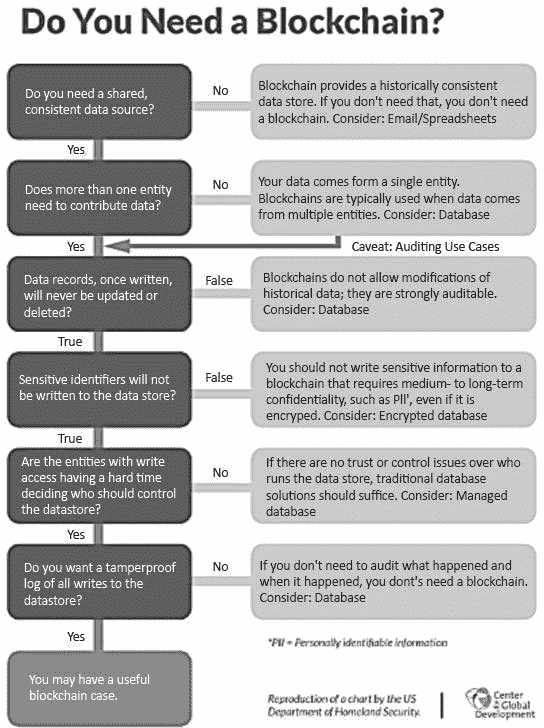 Do You Need a Blockchain?
Do you need a shared,
consistent data source?
No
Blockchain provides a historically consistent
data store. If you don't need that, you don't need
a blockchain. Consider: Email/Spreadsheets
Yes
Does more than one entity
need to contribute data?
No
Your data comes form a single entity.
Blockchains are typically used when data comes
from multiple entities. Consider: Database
Yes
Caveat: Auditing Use Cases
Data records, once written,
will never be updated or
deleted?
False
Blockchains do not allow modifications of
historical data; they are strongly auditable.
Consider: Database
True
Sensitive identifiers will not
be written to the data store?
False
You should not write sensitive information to a
blockchain that requires medium- to long-term
confidentiality, such as Pll', even if it is
encryped. Consider: Encrypted database
True
Are the entities with write
access having a hard time
deciding who should control
the datastore?
No
If there are no trust or control issues over who
runs the data store, traditional database
solutions should suffice. Consider: Managed
database
Yes
Do you want a tamperproof
log of all writes to the
datastore?
No
If you don't need to audit what happened and
when it happened, you dont's need a blockchain.
Consider: Database
Yes
You may have a useful
blockchain case.
*Pll = Personally identifiable information
Reproduction of a chart by the US
Department of Homeland Security.
Center
for Global
Development